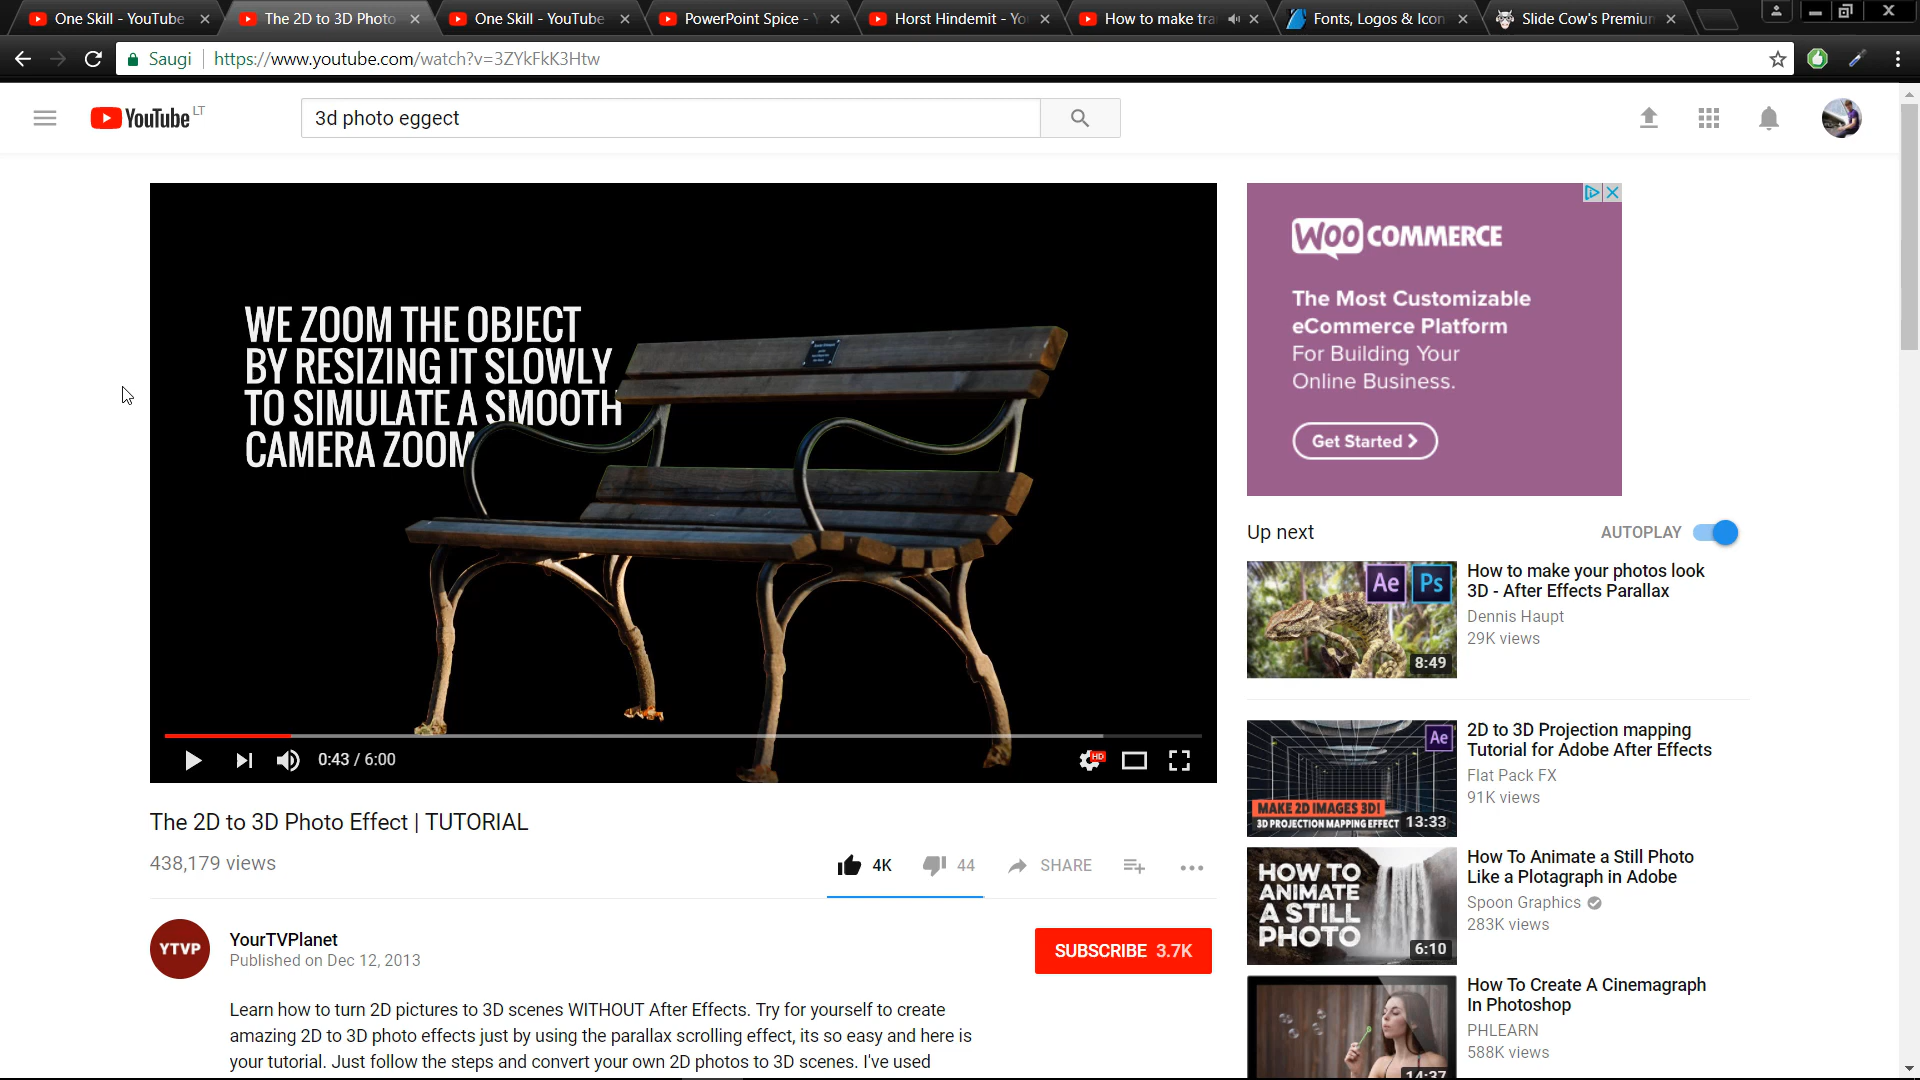 One Skill - YouTube
The 2D to 3D Photo
One Skill - YouTube
PowerPoint Spice - Y
Horst Hindemit - Yo
How to make tra
Fonts, Logos & Icon
Slide Cow's Premium
Saugi
https://www.youtube.com/watch?v=3ZYkFkK3Htw
YouTube LT
3d photo eggect
WE ZOOM THE OBJECT
BY RESIZING IT SLOWLY
TO SIMULATE A SMOOTH
CAMERA ZOOM
0:43 / 6:00
HD
The 2D to 3D Photo Effect | TUTORIAL
438,179 views
4K
44
SHARE
YTVP
YourTVPlanet
Published on Dec 12, 2013
SUBSCRIBE 3.7K
Learn how to turn 2D pictures to 3D scenes WITHOUT After Effects. Try for yourself to create
amazing 2D to 3D photo effects just by using the parallax scrolling effect, its so easy and here is
your tutorial. Just follow the steps and convert your own 2D photos to 3D scenes. I've used
WOOCOMMERCE
The Most Customizable
eCommerce Platform
For Building Your
Online Business.
Get Started
Up next
AUTOPLAY
Ae Ps
8:49
How to make your photos look
3D - After Effects Parallax
Dennis Haupt
29K views
Ae
MAKE 2D IMAGES 3D!
3D PROJECTION MAPPING EFFECT
13:33
2D to 3D Projection mapping
Tutorial for Adobe After Effects
Flat Pack FX
91K views
HOW TO
ANIMATE
A STILL
PHOTO
6:10
How To Animate a Still Photo
Like a Plotagraph in Adobe
Spoon Graphics
283K views
14:37
How To Create A Cinemagraph
In Photoshop
PHLEARN
588K views